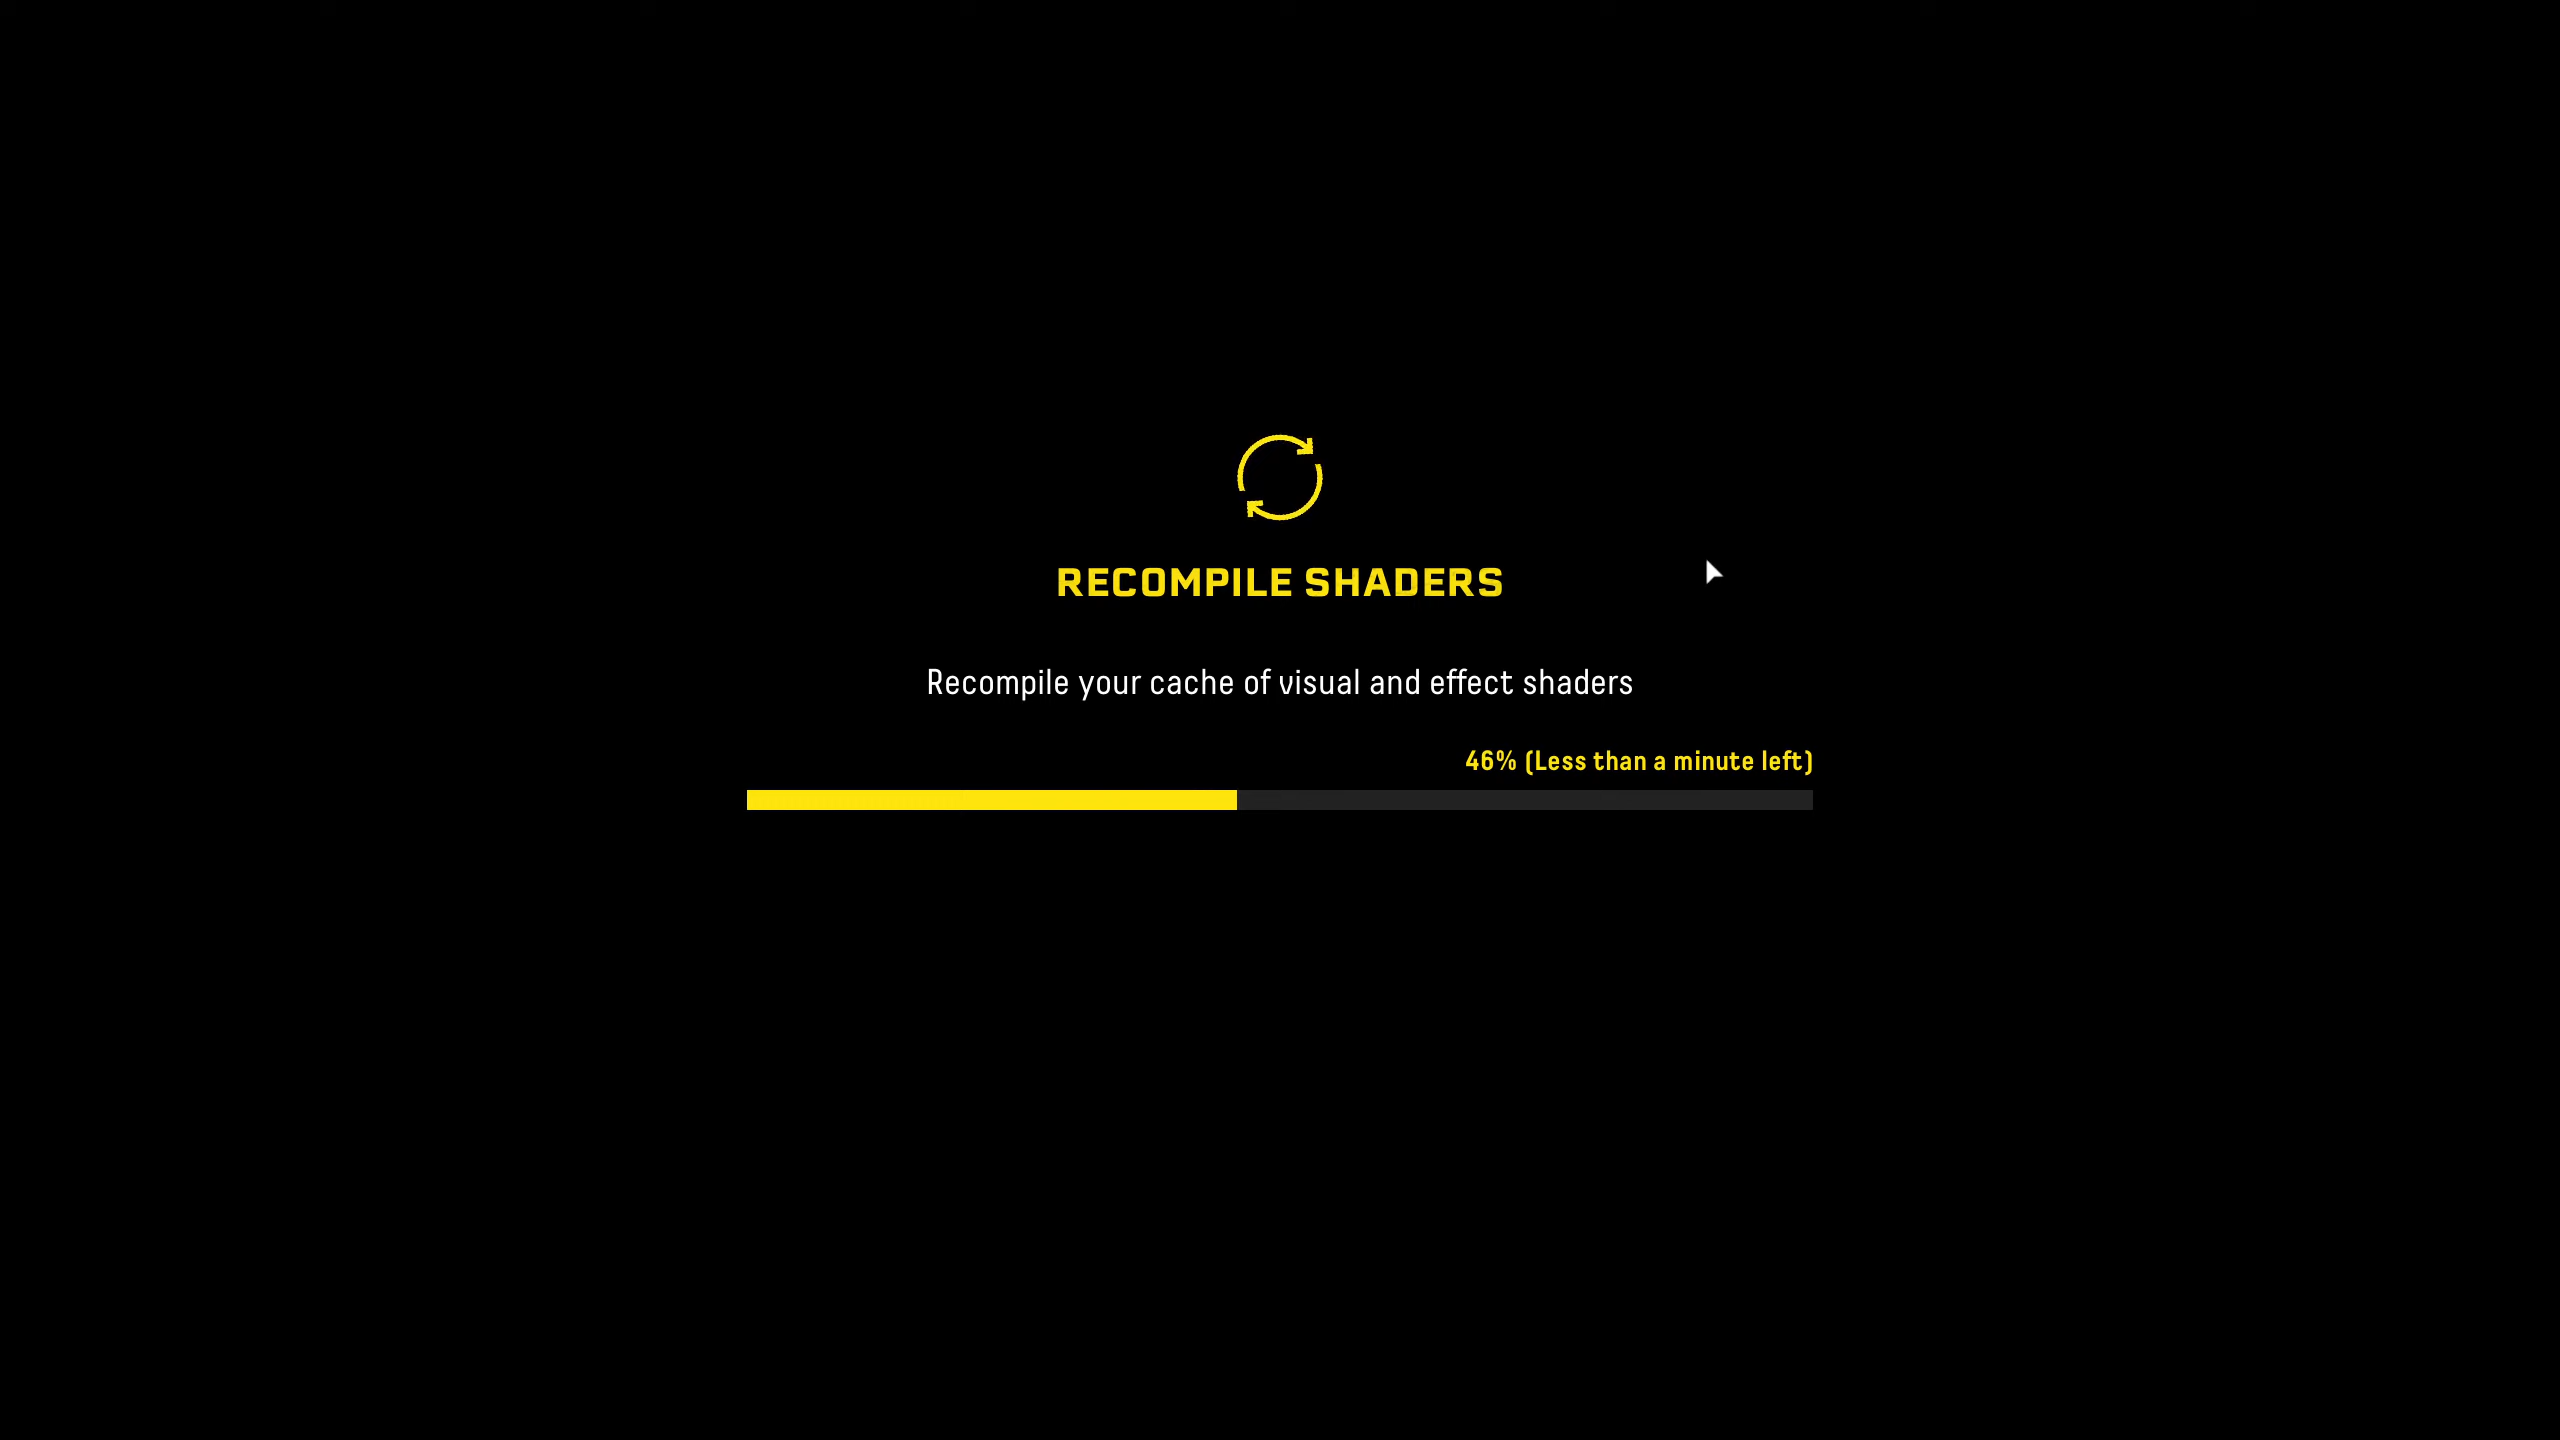 RECOMPILE SHADERS
Recompile your cache of visual and effect shaders
46% (Less than a minute left)